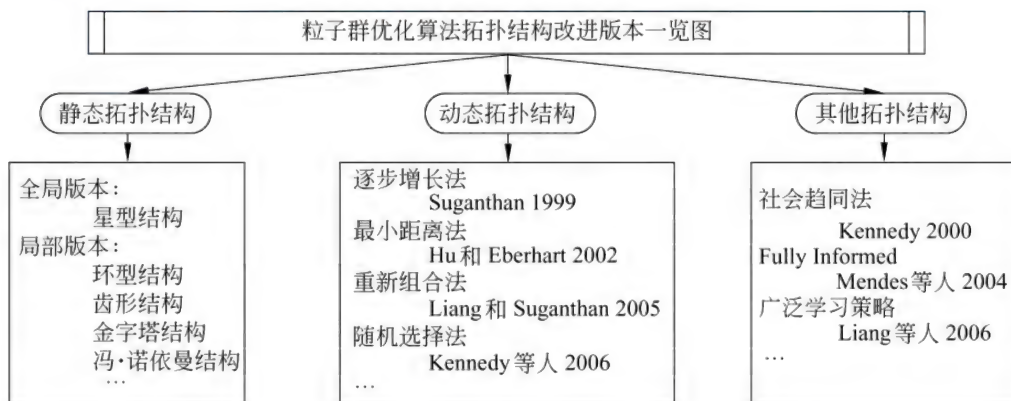 粒子群优化算法拓扑结构改进版本一览图
静态拓扑结构
动态拓扑结构
其他拓扑结构
全局版本:
星型结构
局部版本:
环型结构
齿形结构
金字塔结构
冯·诺依曼结构
…
逐步增长法
Suganthan 1999
最小距离法
Hu和 Eberhart 2002
重新组合法
Liang和 Suganthan 2005
随机选择法
Kennedy等人 2006
…
社会趋同法
Kennedy 2000
Fully Informed
Mendes等人 2004
广泛学习策略
Liang等人 2006
…